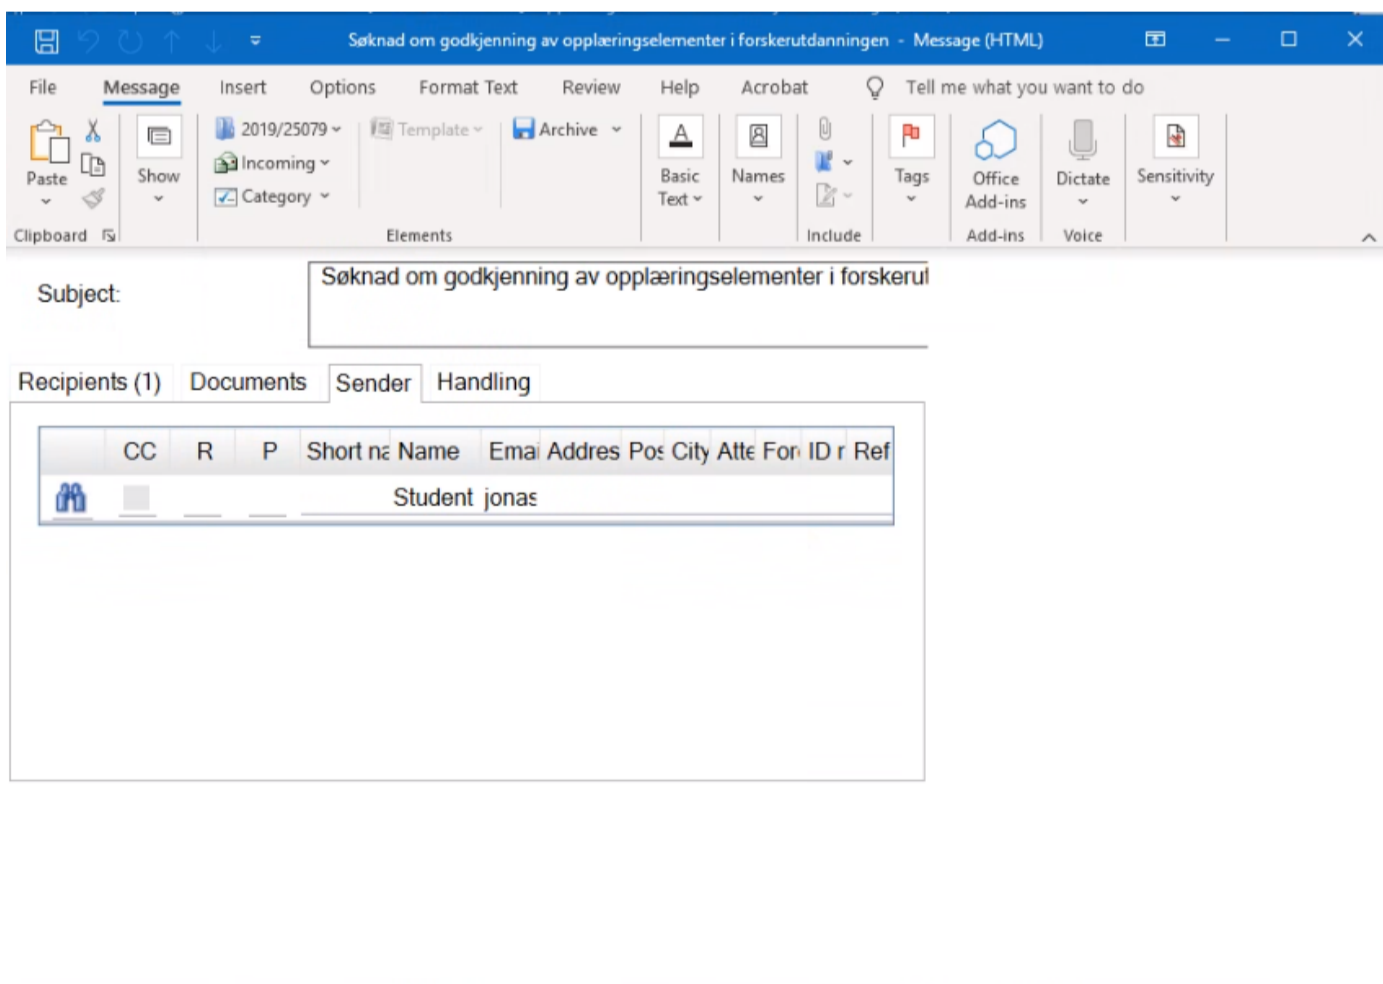 Søknad om godkjenning av opplæringselementer i forskerutdanningen - Message (HTML)
File Message Insert Options Format Text Review Help Acrobat Tell me what you want to do
Paste
Clipboard
Show
2019/25079
Incoming
Category
Template
Archive
Elements
Basic
Text
Names
Include
Tags
Office
Add-ins
Add-ins
Dictate
Voice
Sensitivity
Subject:
Søknad om godkjenning av opplæringselementer i forskerut
Recipients (1) Documents Sender Handling
CC R P Short na Name Emai Addres Pos City Atte For ID r Ref
Student jonas